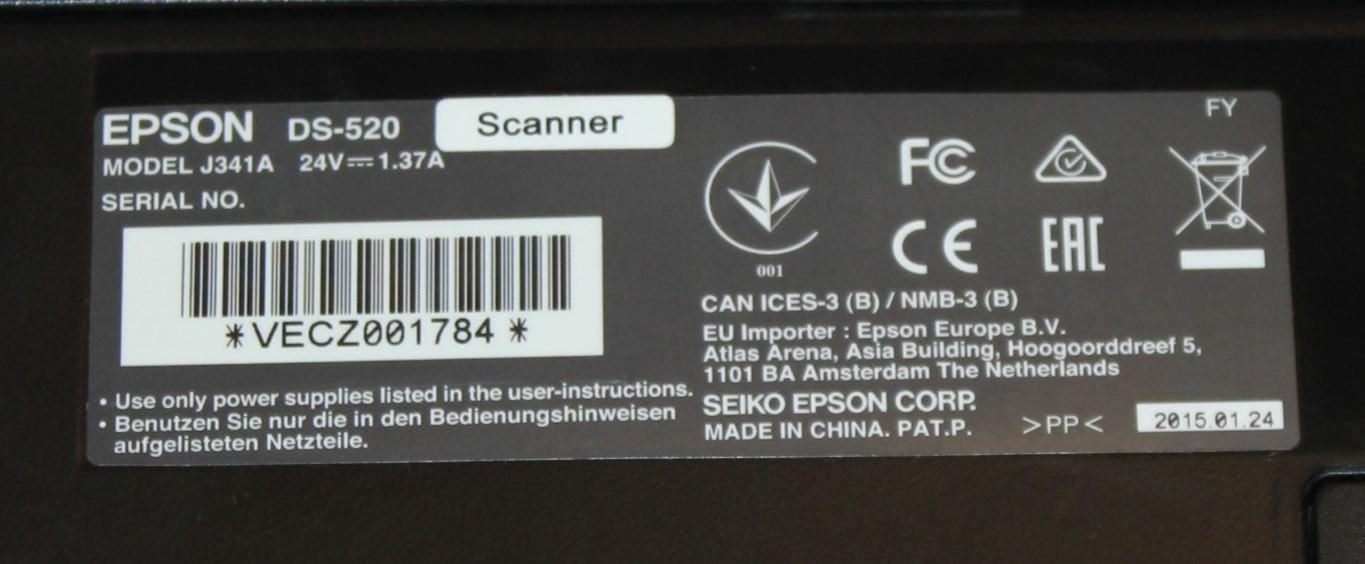 EPSON DS-520 Scanner
MODEL J341A 24V⎓1.37A
SERIAL NO.
*VECZ001784*
• Use only power supplies listed in the user-instructions.
• Benutzen Sie nur die in den Bedienungshinweisen
aufgelisteten Netzteile.
FY
FC
001
CE
EAC
CAN ICES-3 (B) / NMB-3 (B)
EU Importer : Epson Europe B.V.
Atlas Arena, Asia Building, Hoogoorddreef 5,
1101 BA Amsterdam The Netherlands
SEIKO EPSON CORP.
MADE IN CHINA. PAT.P. >PP< 2015.01.24